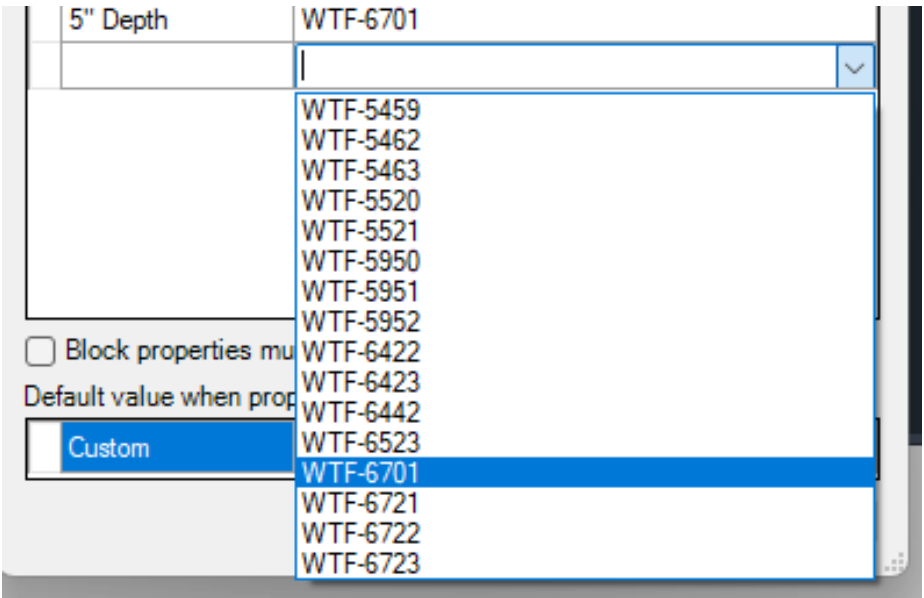 5" Depth WTF-6701
WTF-5459
WTF-5462
WTF-5463
WTF-5520
WTF-5521
WTF-5950
WTF-5951
WTF-5952
Block properties mu WTF-6422
WTF-6423
Default value when prop
WTF-6442
Custom WTF-6523
WTF-6701
WTF-6721
WTF-6722
WTF-6723